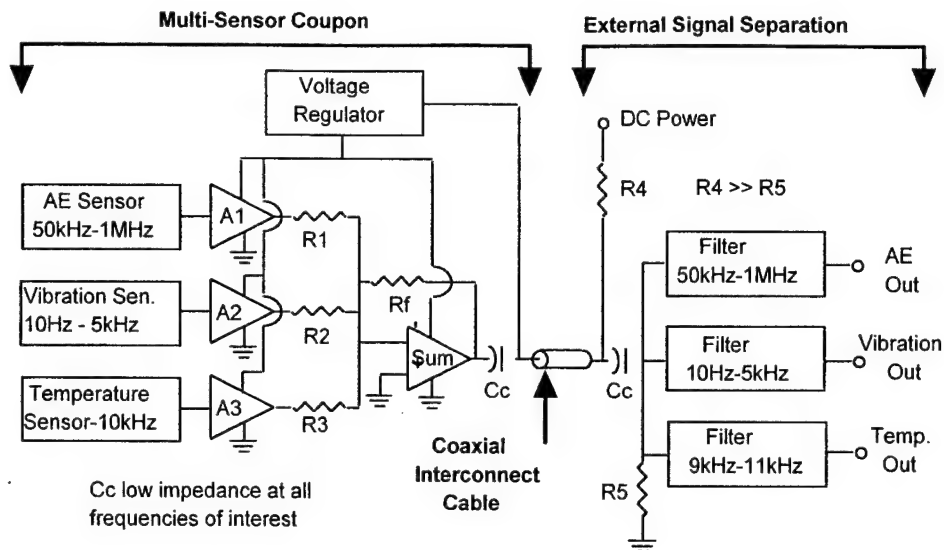 Multi-Sensor Coupon
External Signal Separation
Voltage
Regulator
DC Power
R4
R4 >> R5
AE Sensor
50kHz-1MHz
A1
R1
Vibration Sen.
10Hz - 5kHz
A2
R2
Temperature
Sensor-10kHz
A3
R3
Rf
Sum
Cc
Cc
Coaxial
Interconnect
Cable
Filter
50kHz-1MHz
AE
Out
Filter
10Hz-5kHz
Vibration
Out
Filter
9kHz-11kHz
Temp.
Out
R5
Cc low impedance at all
frequencies of interest